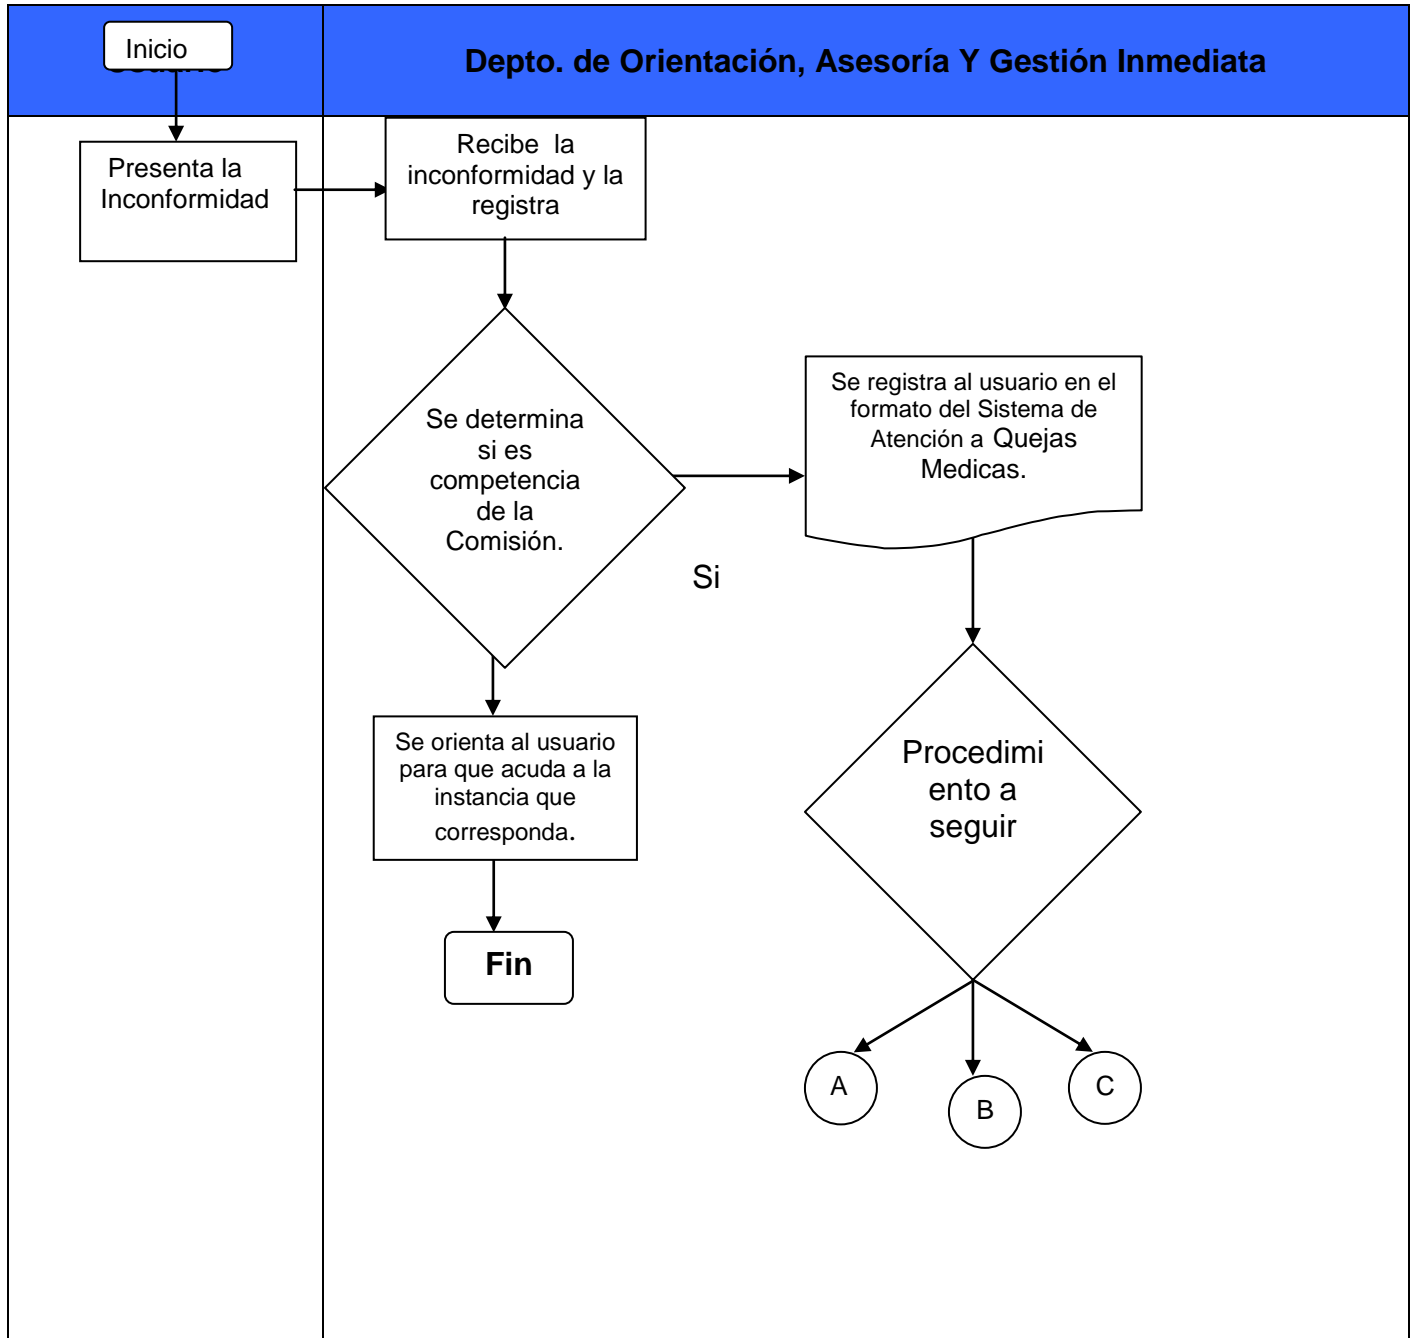 Inicio
Depto. de Orientación, Asesoría Y Gestión Inmediata
Presenta la
Inconformidad
Recibe la
inconformidad y la
registra
Se determina
si es
competencia
de la
Comisión.
Se registra al usuario en el
formato del Sistema de
Atención a Quejas
Medicas.
Si
Se orienta al usuario
para que acuda a la
instancia que
corresponda.
Procedimi
ento a
seguir
Fin
A
B
C